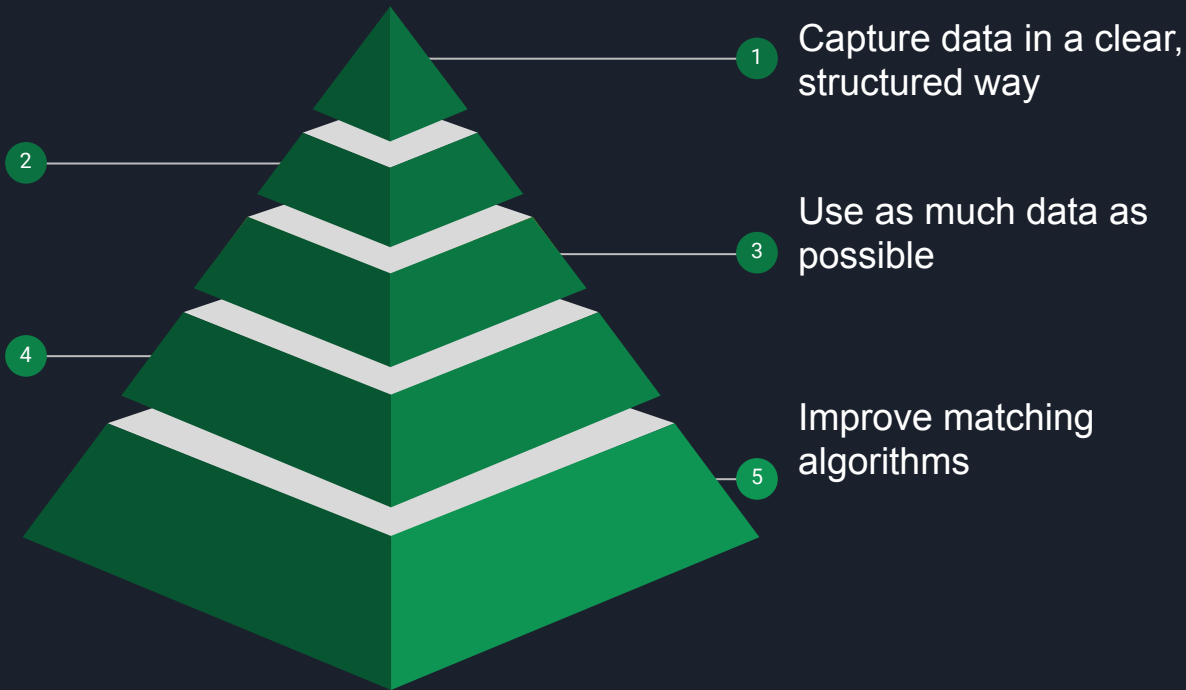 1
Capture data in a clear,
structured way
2
3
Use as much data as
possible
4
5
Improve matching
algorithms